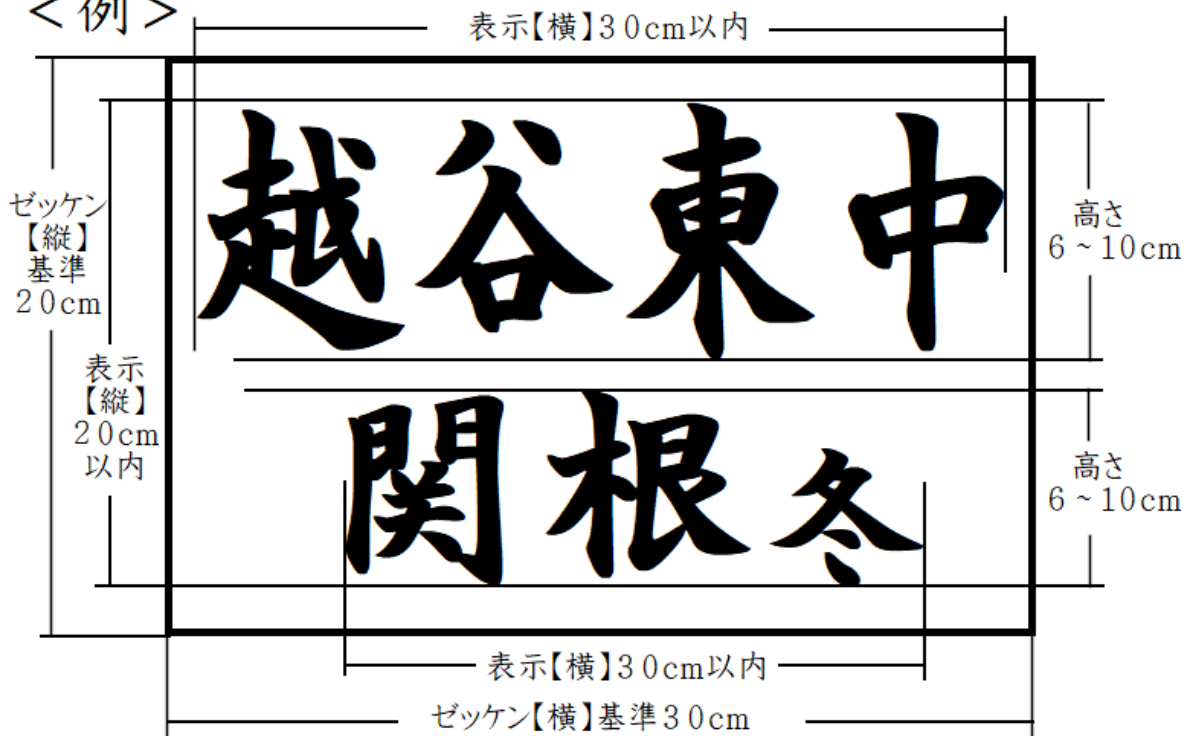 ＜例＞
表示【横】30cm以内
ゼッケン
【縦】
基準
20cm
表示
【縦】
20cm
以内
越谷東中
関根冬
高さ
6～10cm
高さ
6～10cm
表示【横】30cm以内
ゼッケン【横】基準30cm